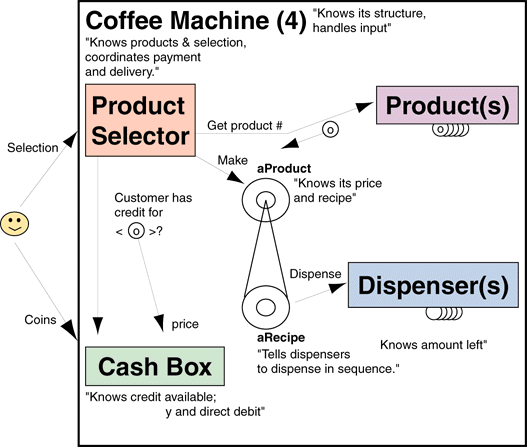 Coffee Machine (4)
"Knows its structure,
handles input"
"Knows products & selection,
coordinates payment
and delivery."
Product
Selector
Product(s)
Get product #
o
o
Selection
Make
aProduct
"Knows its price
and recipe"
Customer has
credit for
< o >?
Dispense
Dispenser(s)
Coins
price
aRecipe
"Tells dispensers
to dispense in sequence."
Knows amount left"
Cash Box
"Knows credit available;
y and direct debit"